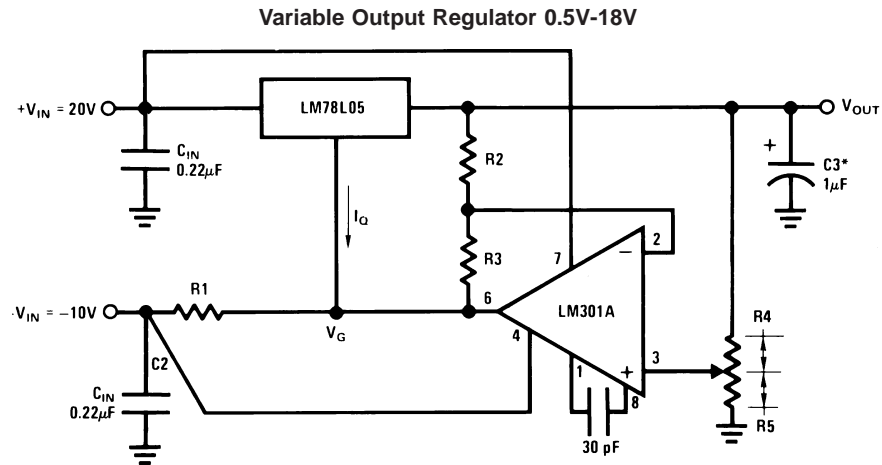 Variable Output Regulator 0.5V-18V
+VIN = 20V
LM78L05
VOUT
CIN
0.22μF
R2
+
C3*
1μF
IQ
R3
7
2
−
R1
6
LM301A
-VIN = −10V
VG
4
R4
C2
3
1
+
8
CIN
0.22μF
30 pF
R5